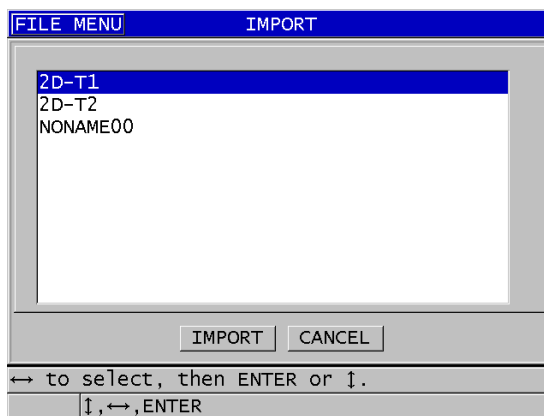 FILE MENU IMPORT
2D-T1
2D-T2
NONAME00
IMPORT CANCEL
↔ to select, then ENTER or ↕.
↕,↔,ENTER